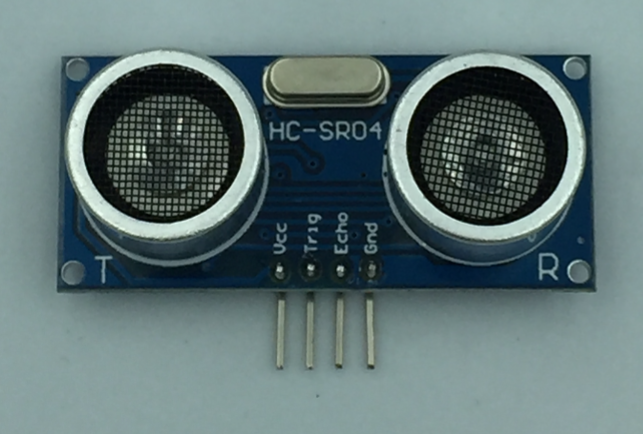 HC-SR04
Vcc
Trig
Echo
Gnd
T
R